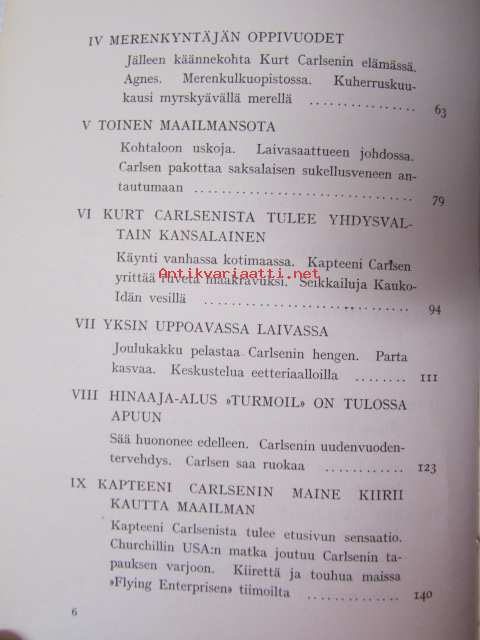 IV MERENKYNTÄJÄN OPPIVUODET
Jälleen käännekohta Kurt Carlsenin elämässä.
Agnes. Merenkulkuopistossa. Kuherruskuu-
kausi myrskyävällä merellä ................ 63
V TOINEN MAAILMANSOTA
Kohtaloon uskoja. Laivasaattueen johdossa.
Carlsen pakottaa saksalaisen sukellusveneen an-
tautumaan ................................ 79
VI KURT CARLSENISTA TULEE YHDYSVAL-
TAIN KANSALAINEN
Käynti vanhassa kotimaassa. Kapteeni Carlsen
yrittää ruveta maakravuksi. Seikkailuja Kauko-
Idän vesillä .............................. 94
Antikvariaatti.net
VII YKSIN UPPOAVASSA LAIVASSA
Joulukakku pelastaa Carlsenin hengen. Parta
kasvaa. Keskustelua eetteriaalloilla ........ 111
VIII HINAAJA-ALUS »TURMOIL» ON TULOSSA
APUUN
Sää huononee edelleen. Carlsenin uudenvuoden-
tervehdys. Carlsen saa ruokaa ............ 123
IX KAPTEENI CARLSENIN MAINE KIIRII
KAUTTA MAAILMAN
Kapteeni Carlsenista tulee etusivun sensaatio.
Churchillin USA:n matka joutuu Carlsenin ta-
pauksen varjoon. Kiirettä ja touhua maissa
»Flying Enterprisen» tiimoilta .............. 140
6